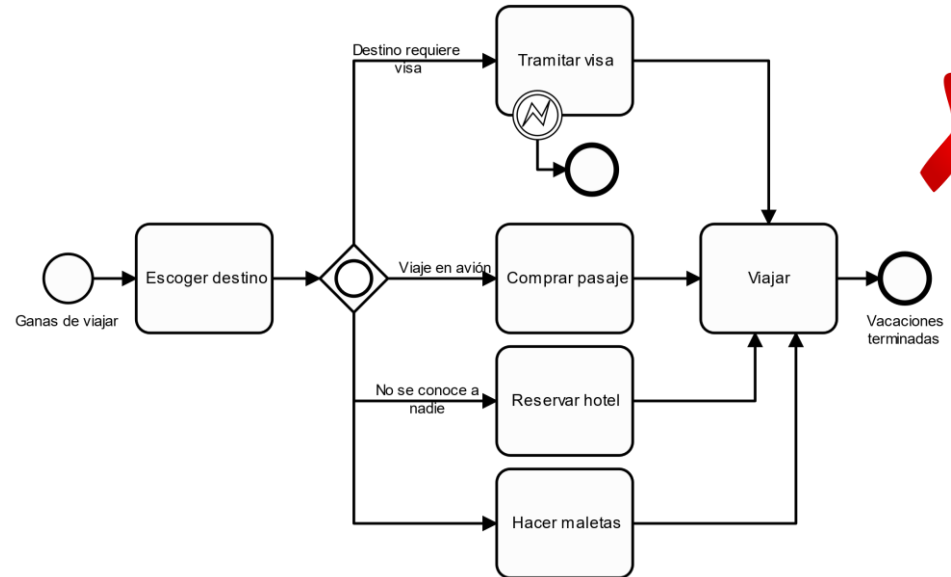 Destino requiere
visa
Tramitar visa
Ganas de viajar
Escoger destino
Viaje en avión
Comprar pasaje
Viajar
Vacaciones
terminadas
No se conoce a
nadie
Reservar hotel
Hacer maletas